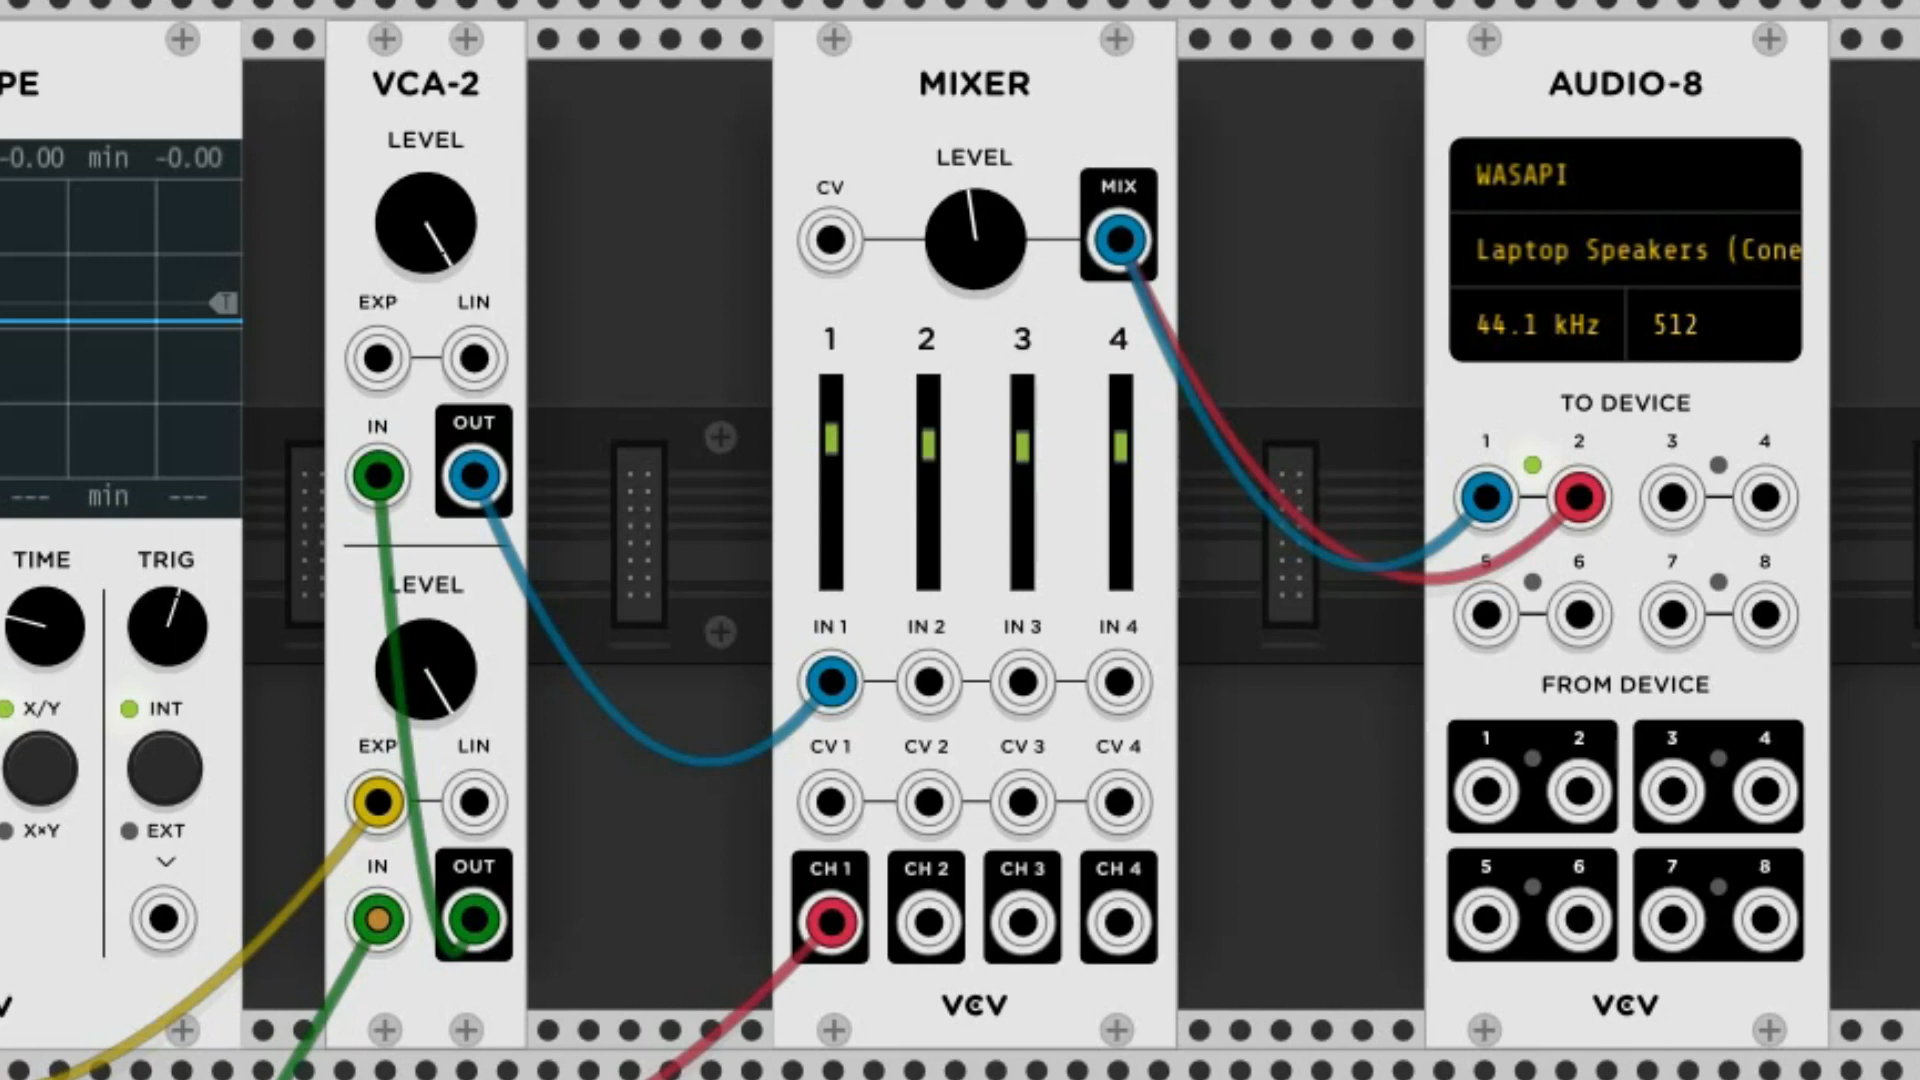 PE
-0.00 min -0.00
--- min ---
TIME TRIG
X/Y INT
X×Y EXT
V
VCA-2
LEVEL
EXP LIN
IN OUT
LEVEL
EXP LIN
IN OUT
MIXER
LEVEL
CV MIX
1 2 3 4
IN 1 IN 2 IN 3 IN 4
CV 1 CV 2 CV 3 CV 4
CH 1 CH 2 CH 3 CH 4
VCV
AUDIO-8
WASAPI
Laptop Speakers (Cone
44.1 kHz 512
TO DEVICE
1 2 3 4
5 6 7 8
FROM DEVICE
1 2 3 4
5 6 7 8
VCV